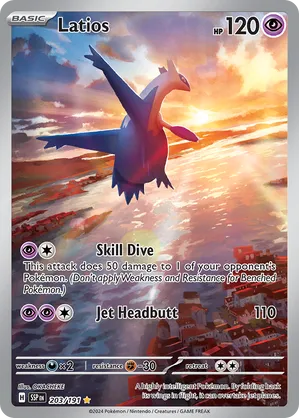 BASIC
Latios
HP 120
Skill Dive
This attack does 50 damage to 1 of your opponent's
Pokémon. (Don't apply Weakness and Resistance for Benched
Pokémon.)
Jet Headbutt 110
weakness ×2 resistance -30 retreat
Illus. OKACHEKE
H SSP EN 203/191
A highly intelligent Pokémon. By folding back
its wings in flight, it can overtake jet planes.
©2024 Pokémon / Nintendo / Creatures / GAME FREAK